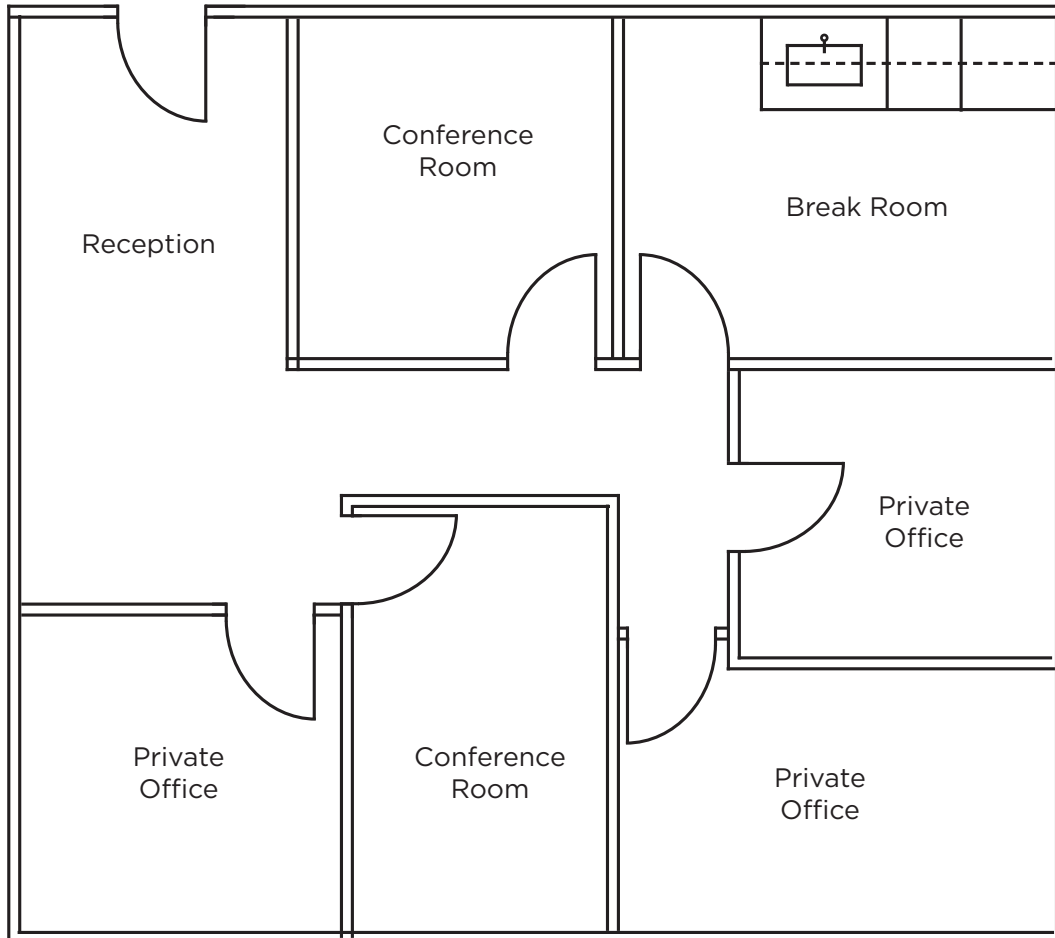 Conference
Room
Break Room
Reception
Private
Office
Private
Office
Conference
Room
Private
Office